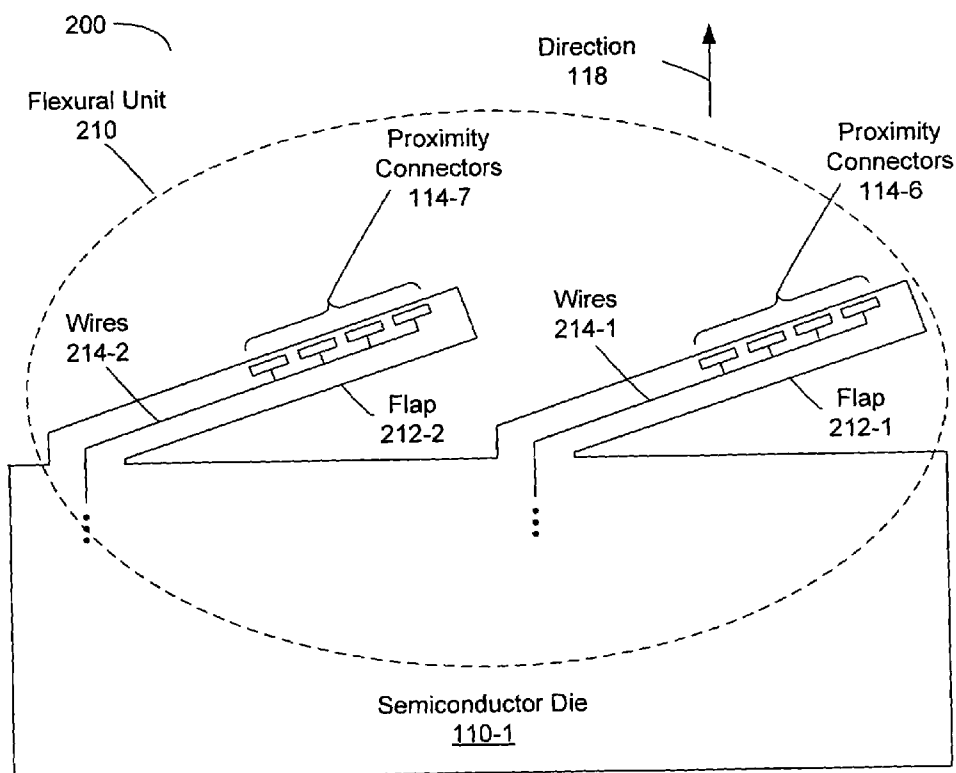 200
Direction
118
Flexural Unit
210
Proximity
Connectors
114-7
Proximity
Connectors
114-6
Wires
214-2
Wires
214-1
Flap
212-2
Flap
212-1
Semiconductor Die
110-1